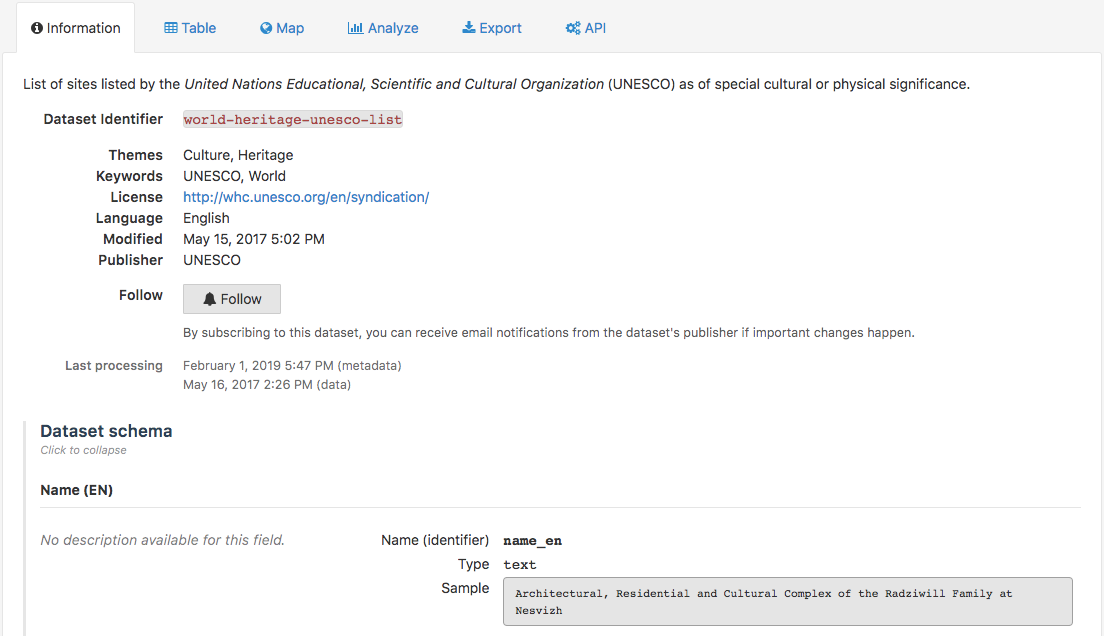 Information Table Map Analyze Export API
List of sites listed by the United Nations Educational, Scientific and Cultural Organization (UNESCO) as of special cultural or physical significance.
Dataset Identifier world-heritage-unesco-list
Themes Culture, Heritage
Keywords UNESCO, World
License http://whc.unesco.org/en/syndication/
Language English
Modified May 15, 2017 5:02 PM
Publisher UNESCO
Follow Follow
By subscribing to this dataset, you can receive email notifications from the dataset's publisher if important changes happen.
Last processing February 1, 2019 5:47 PM (metadata)
May 16, 2017 2:26 PM (data)
Dataset schema
Click to collapse
Name (EN)
No description available for this field. Name (identifier) name_en
Type text
Sample Architectural, Residential and Cultural Complex of the Radziwill Family at
Nesvizh